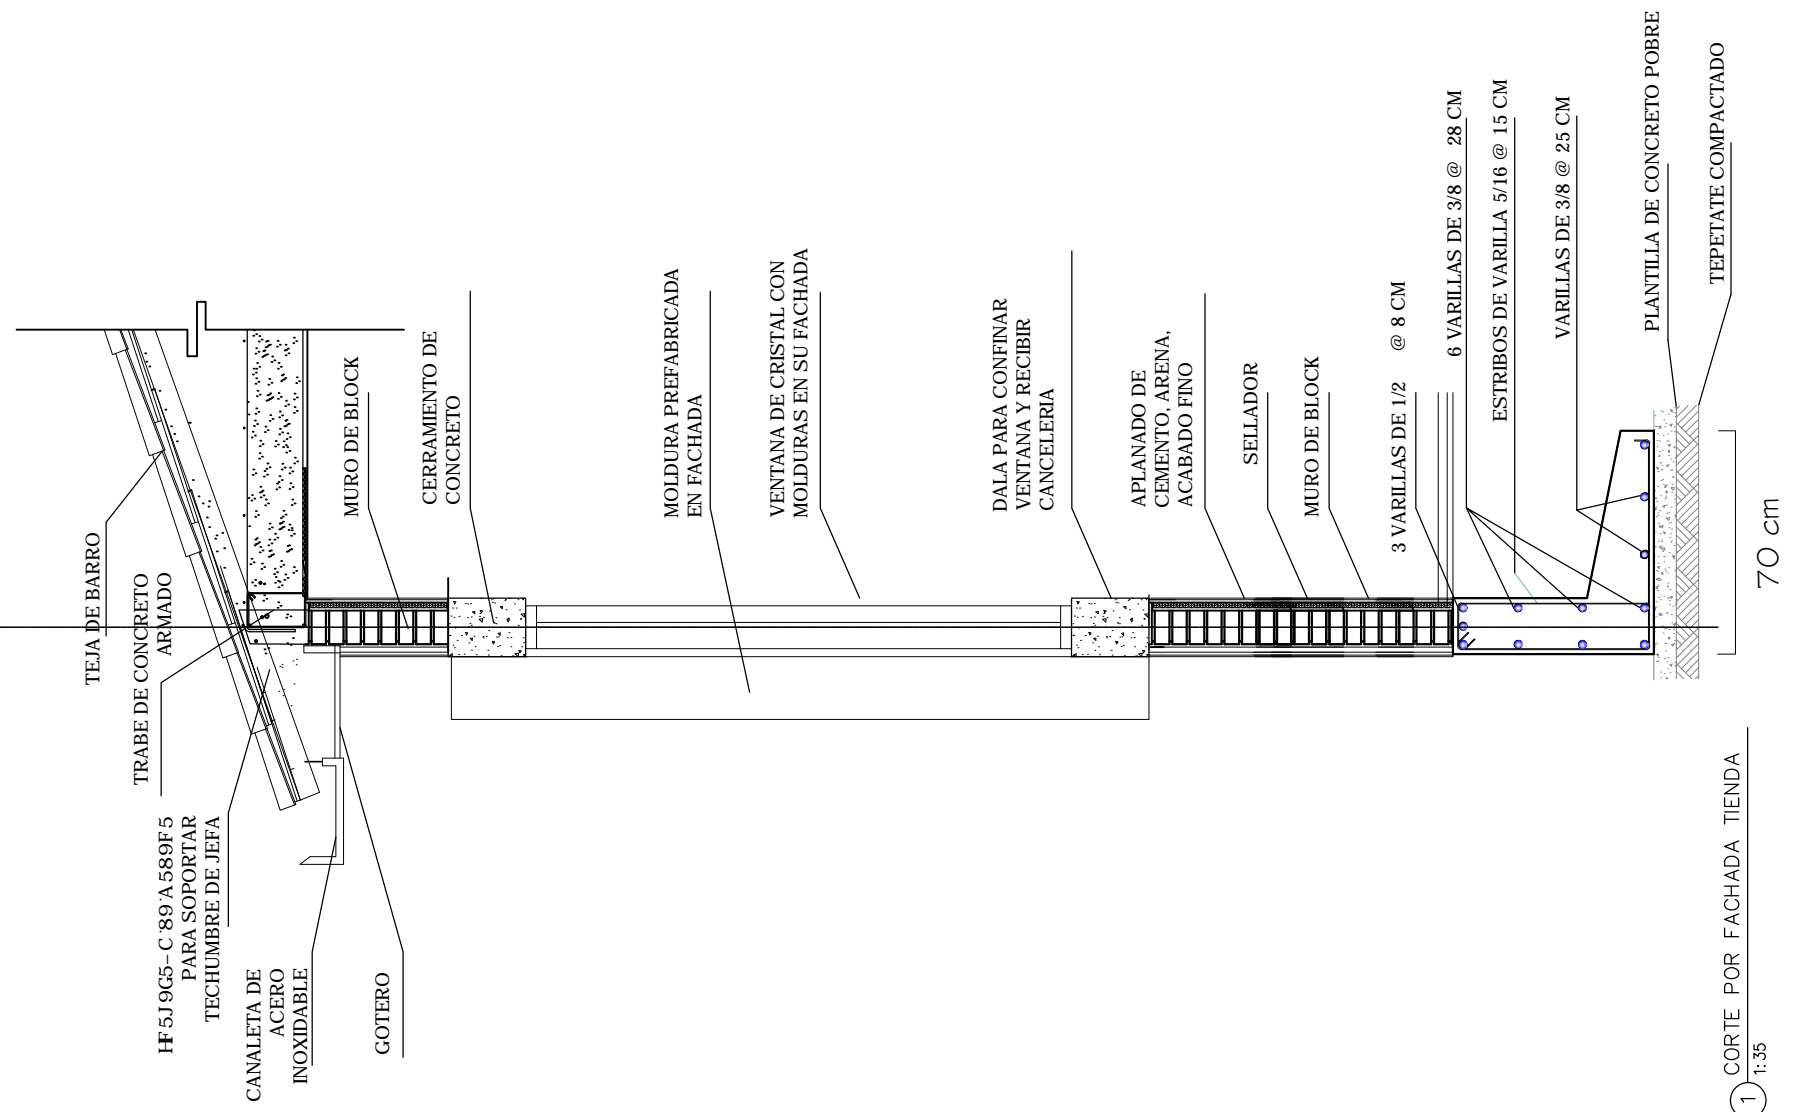 TEJA DE BARRO
TRABE DE CONCRETO
ARMADO
HF5J9G5-C'89'A589F5
PARA SOPORTAR
TECHUMBRE DE JEFA
CANALETA DE
ACERO
INOXIDABLE
GOTERO
MURO DE BLOCK
CERRAMIENTO DE
CONCRETO
MOLDURA PREFABRICADA
EN FACHADA
VENTANA DE CRISTAL CON
MOLDURAS EN SU FACHADA
DALA PARA CONFINAR
VENTANA Y RECIBIR
CANCELERIA
APLANADO DE
CEMENTO, ARENA,
ACABADO FINO
SELLADOR
MURO DE BLOCK
3 VARILLAS DE 1/2 @ 8 CM
6 VARILLAS DE 3/8 @ 28 CM
ESTRIBOS DE VARILLA 5/16 @ 15 CM
VARILLAS DE 3/8 @ 25 CM
PLANTILLA DE CONCRETO POBRE
TEPETATE COMPACTADO
70 cm
1 CORTE POR FACHADA TIENDA
1:35